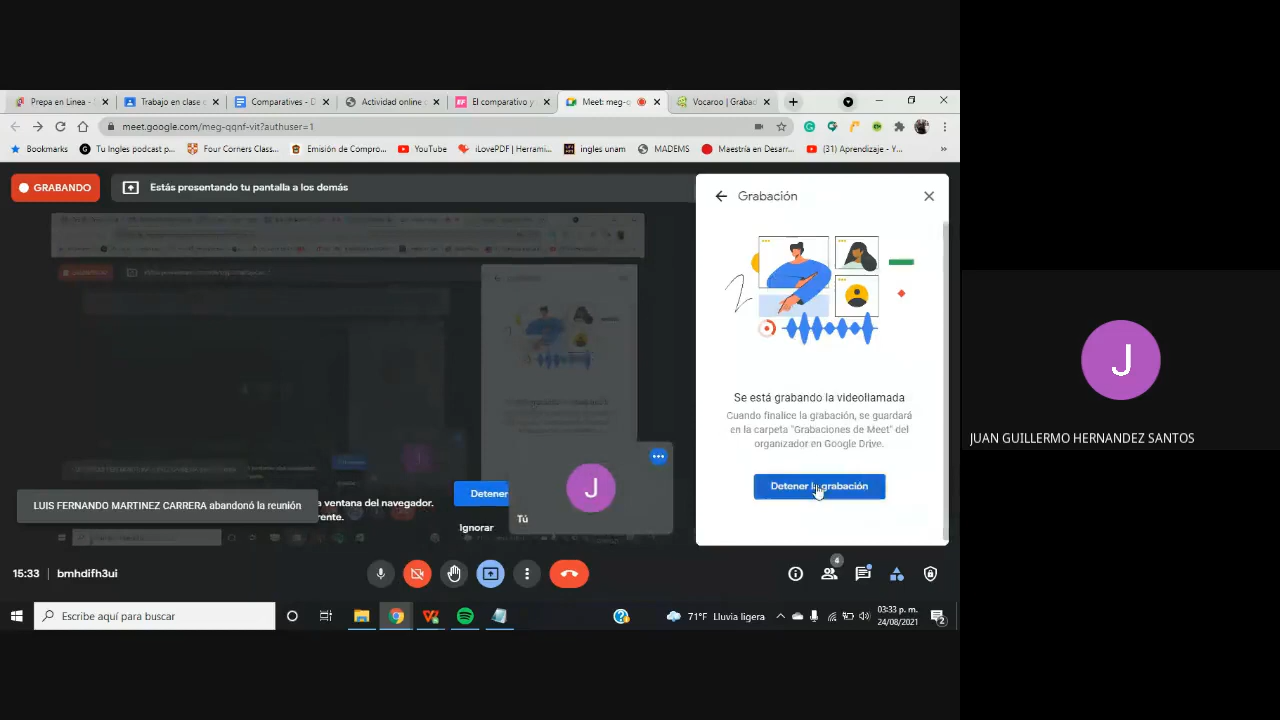 Prepa en Linea -
Trabajo en clase
Comparatives - D
Actividad online
El comparativo y
Meet: meg-q
Vocaroo | Grabad
meet.google.com/meg-qqnf-vit?authuser=1
Bookmarks
Tu Ingles podcast p...
Four Corners Class...
Emisión de Compro...
YouTube
iLovePDF | Herrami...
ingles unam
MADEMS
Maestría en Desarr...
(31) Aprendizaje - Y...
»
GRABANDO
Estás presentando tu pantalla a los demás
Grabación
Se está grabando la videollamada
Cuando finalice la grabación, se guardará
en la carpeta "Grabaciones de Meet" del
organizador en Google Drive.
Detener la grabación
J
JUAN GUILLERMO HERNANDEZ SANTOS
LUIS FERNANDO MARTINEZ CARRERA abandonó la reunión
a ventana del navegador.
rente.
Detener
Ignorar
J
Tú
15:33 | bmhdifh3ui
4
Escribe aquí para buscar
71°F Lluvia ligera
03:33 p. m.
24/08/2021
2